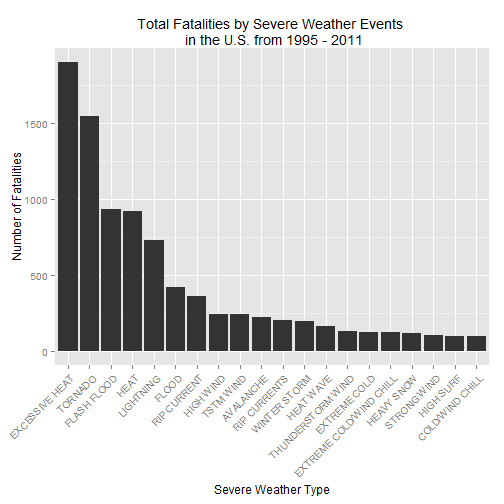 Total Fatalities by Severe Weather Events
in the U.S. from 1995 - 2011
Number of Fatalities
1500
1000
500
0
EXCESSIVE HEAT
TORNADO
FLASH FLOOD
HEAT
LIGHTNING
FLOOD
RIP CURRENT
HIGH WIND
TSTM WIND
AVALANCHE
RIP CURRENTS
WINTER STORM
HEAT WAVE
THUNDERSTORM WIND
EXTREME COLD
EXTREME COLD/WIND CHILL
HEAVY SNOW
STRONG WIND
HIGH SURF
COLD/WIND CHILL
Severe Weather Type